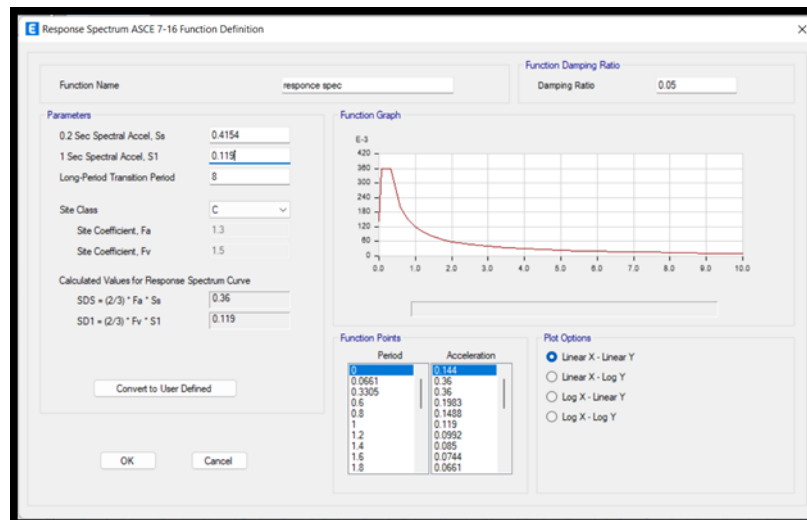 E Response Spectrum ASCE 7-16 Function Definition
Function Name responce spec
Function Damping Ratio
Damping Ratio 0.05
Parameters
0.2 Sec Spectral Accel, Ss 0.4154
1 Sec Spectral Accel, S1 0.119
Long-Period Transition Period 8
Site Class C
Site Coefficient, Fa 1.3
Site Coefficient, Fv 1.5
Calculated Values for Response Spectrum Curve
SDS = (2/3) * Fa * Ss 0.36
SD1 = (2/3) * Fv * S1 0.119
Convert to User Defined
OK Cancel
Function Graph
E-3
420
360
300
240
180
120
60
0
0.0 1.0 2.0 3.0 4.0 5.0 6.0 7.0 8.0 9.0 10.0
Function Points
Period Acceleration
0 0.144
0.0661 0.36
0.3305 0.36
0.6 0.1983
0.8 0.1488
1 0.119
1.2 0.0992
1.4 0.085
1.6 0.0744
1.8 0.0661
Plot Options
Linear X - Linear Y
Linear X - Log Y
Log X - Linear Y
Log X - Log Y